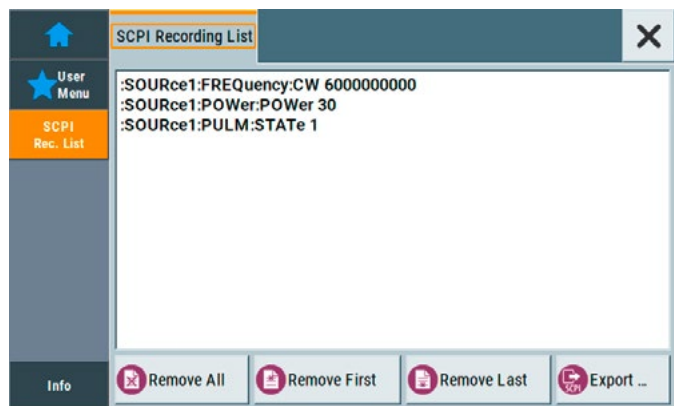 SCPI Recording List
User
Menu
SCPI
Rec. List
:SOURce1:FREQuency:CW 6000000000
:SOURce1:POWer:POWer 30
:SOURce1:PULM:STATe 1
Info
Remove All
Remove First
Remove Last
SCPI
Export ...